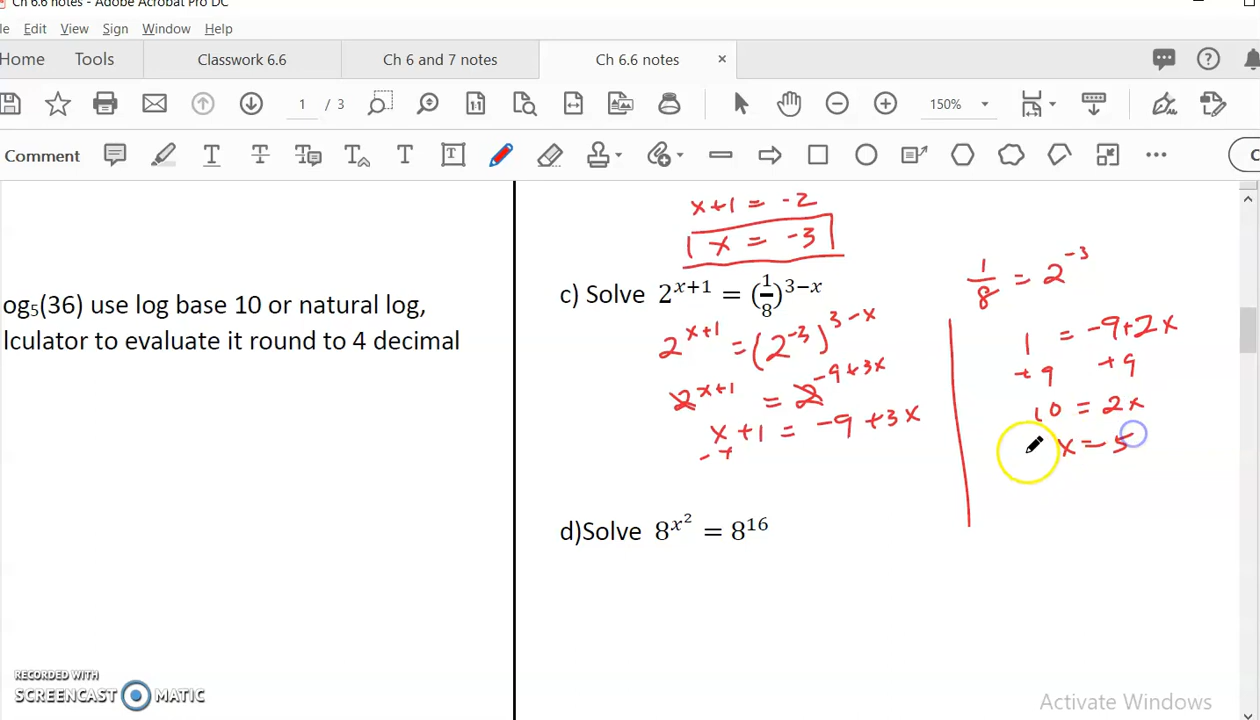 Ch 6.6 notes - Adobe Acrobat Pro DC
Edit View Sign Window Help
Home Tools Classwork 6.6 Ch 6 and 7 notes Ch 6.6 notes ×
1 / 3 150%
Comment
x+1 = -2
x = -3
og₅(36) use log base 10 or natural log,
lculator to evaluate it round to 4 decimal
c) Solve 2^{x+1} = (1/8)^{3−x}
2^{x+1} = (2^{-3})^{3-x}
2^{x+1} = 2^{-9+3x}
x+1 = -9+3x
-x
1/8 = 2^{-3}
1 = -9+2x
+9 +9
10 = 2x
x = 5
d)Solve 8^{x²} = 8^{16}
RECORDED WITH
SCREENCAST MATIC
Activate Windows